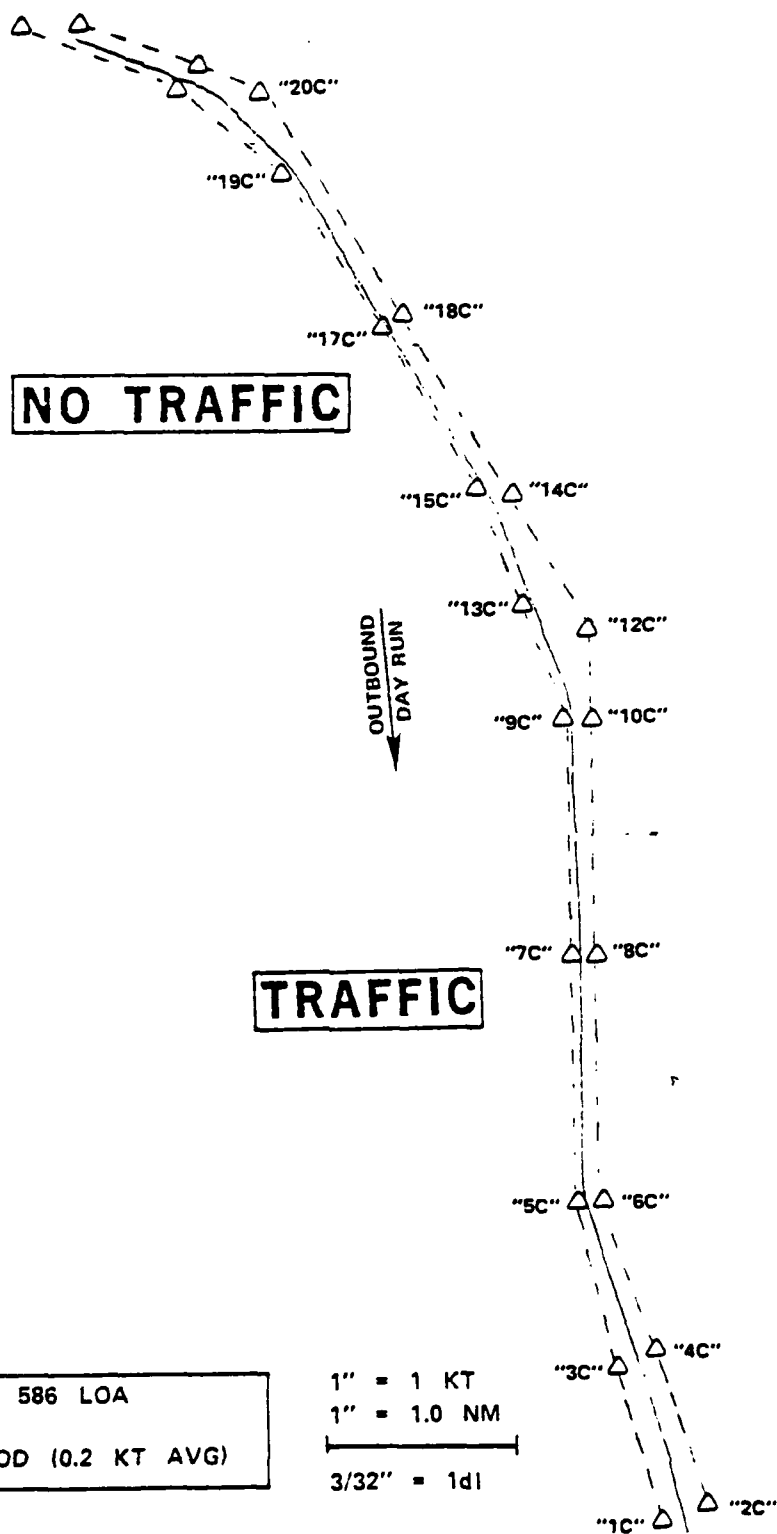 "20C"
"19C"
"18C"
"17C"
NO TRAFFIC
"15C"
"14C"
"13C"
"12C"
OUTBOUND
DAY RUN
"9C"
"10C"
"7C"
"8C"
TRAFFIC
"5C"
"6C"
"4C"
"3C"
586 LOA
OD (0.2 KT AVG)
1" = 1 KT
1" = 1.0 NM
3/32" = 1dl
"2C"
"1C"